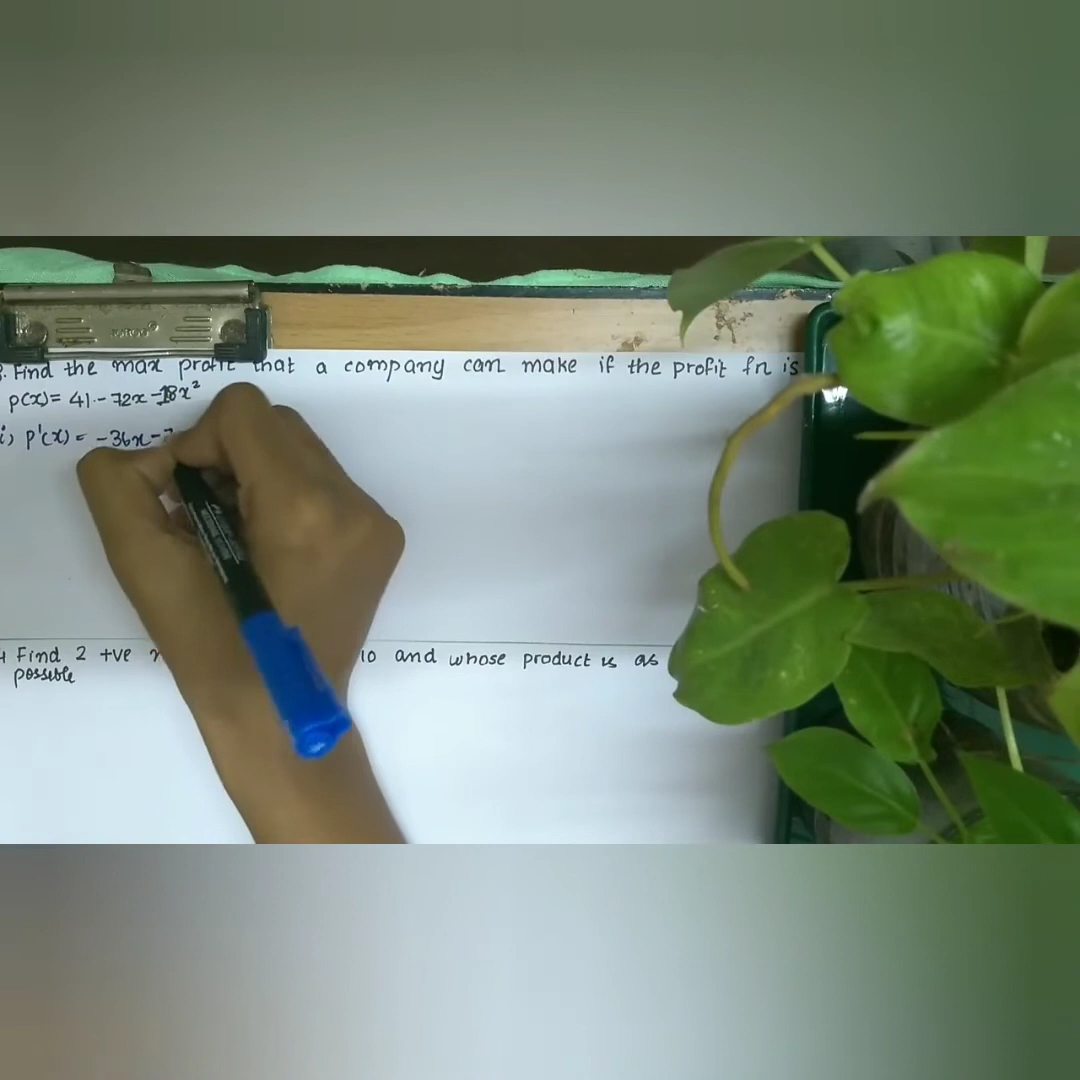 3. Find the max profit that a company can make if the profit fn is
p(x) = 41 - 72x - 18x²
i) p'(x) = -36x -
Find 2 +ve 10 and whose product is as
possible